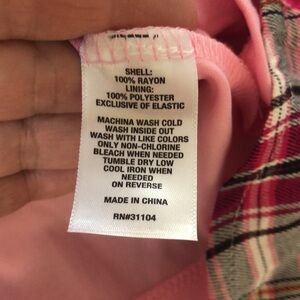 SHELL:
100% RAYON
LINING:
100% POLYESTER
EXCLUSIVE OF ELASTIC
MACHINA WASH COLD
WASH INSIDE OUT
WASH WITH LIKE COLORS
ONLY NON-CHLORINE
BLEACH WHEN NEEDED
TUMBLE DRY LOW
COOL IRON WHEN
NEEDED
ON REVERSE
MADE IN CHINA
RN#31104